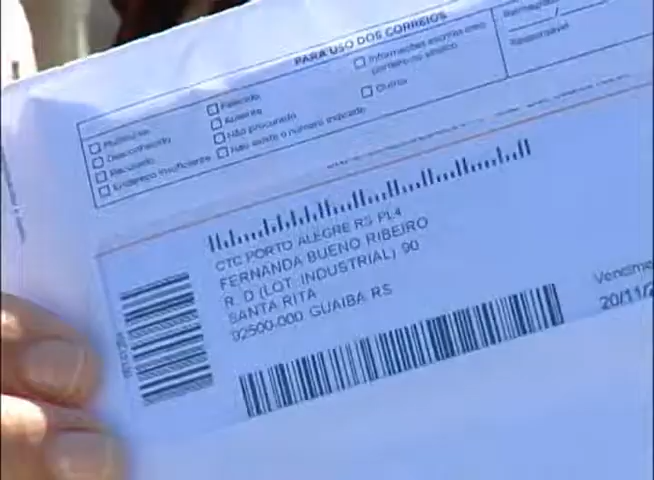 PARA USO DOS CORREIOS
Mudou-se
Desconhecido
Recusado
Endereço insuficiente
Falecido
Ausente
Não procurado
Não existe o número indicado
Informações escritas pelo
porteiro ou síndico
Outros
Reintegrado
Responsável
CTC PORTO ALEGRE RS PL4
FERNANDA BUENO RIBEIRO
R. D (LOT. INDUSTRIAL) 90
SANTA RITA
92500-000 GUAIBA RS
Vencime
20/11/2